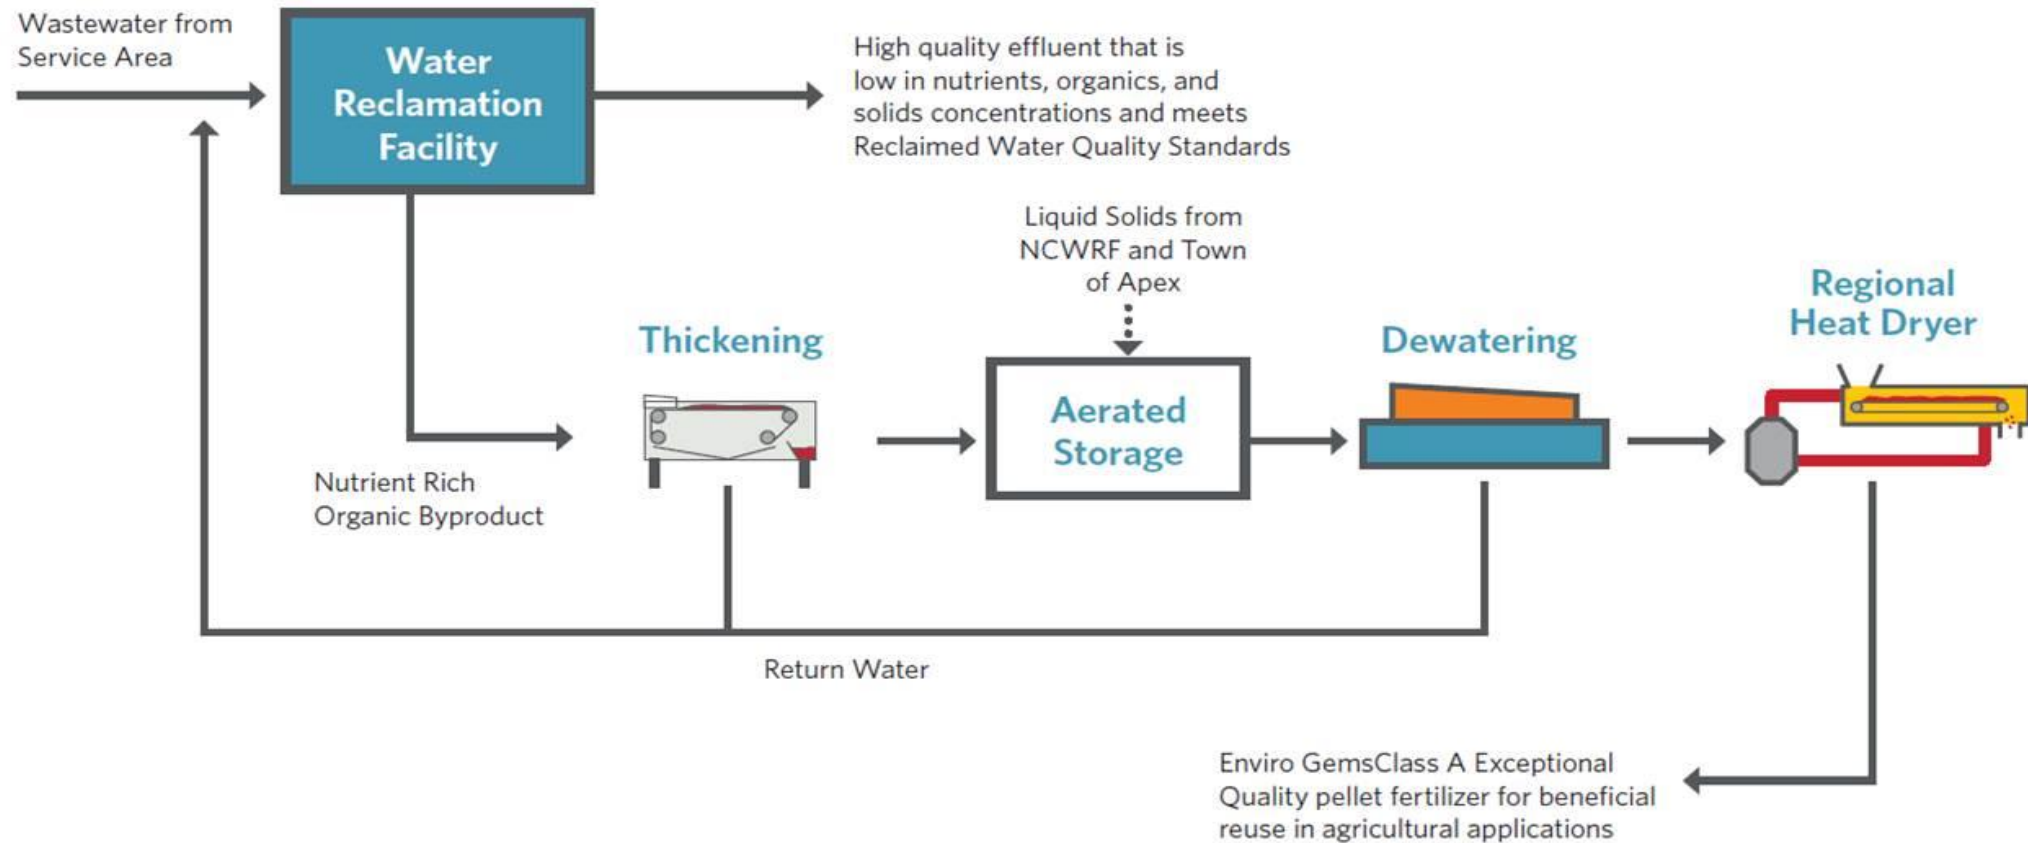 Wastewater from
Service Area
Water
Reclamation
Facility
High quality effluent that is
low in nutrients, organics, and
solids concentrations and meets
Reclaimed Water Quality Standards
Liquid Solids from
NCWRF and Town
of Apex
Regional
Heat Dryer
Thickening
Dewatering
Aerated
Storage
Nutrient Rich
Organic Byproduct
Return Water
Enviro GemsClass A Exceptional
Quality pellet fertilizer for beneficial
reuse in agricultural applications